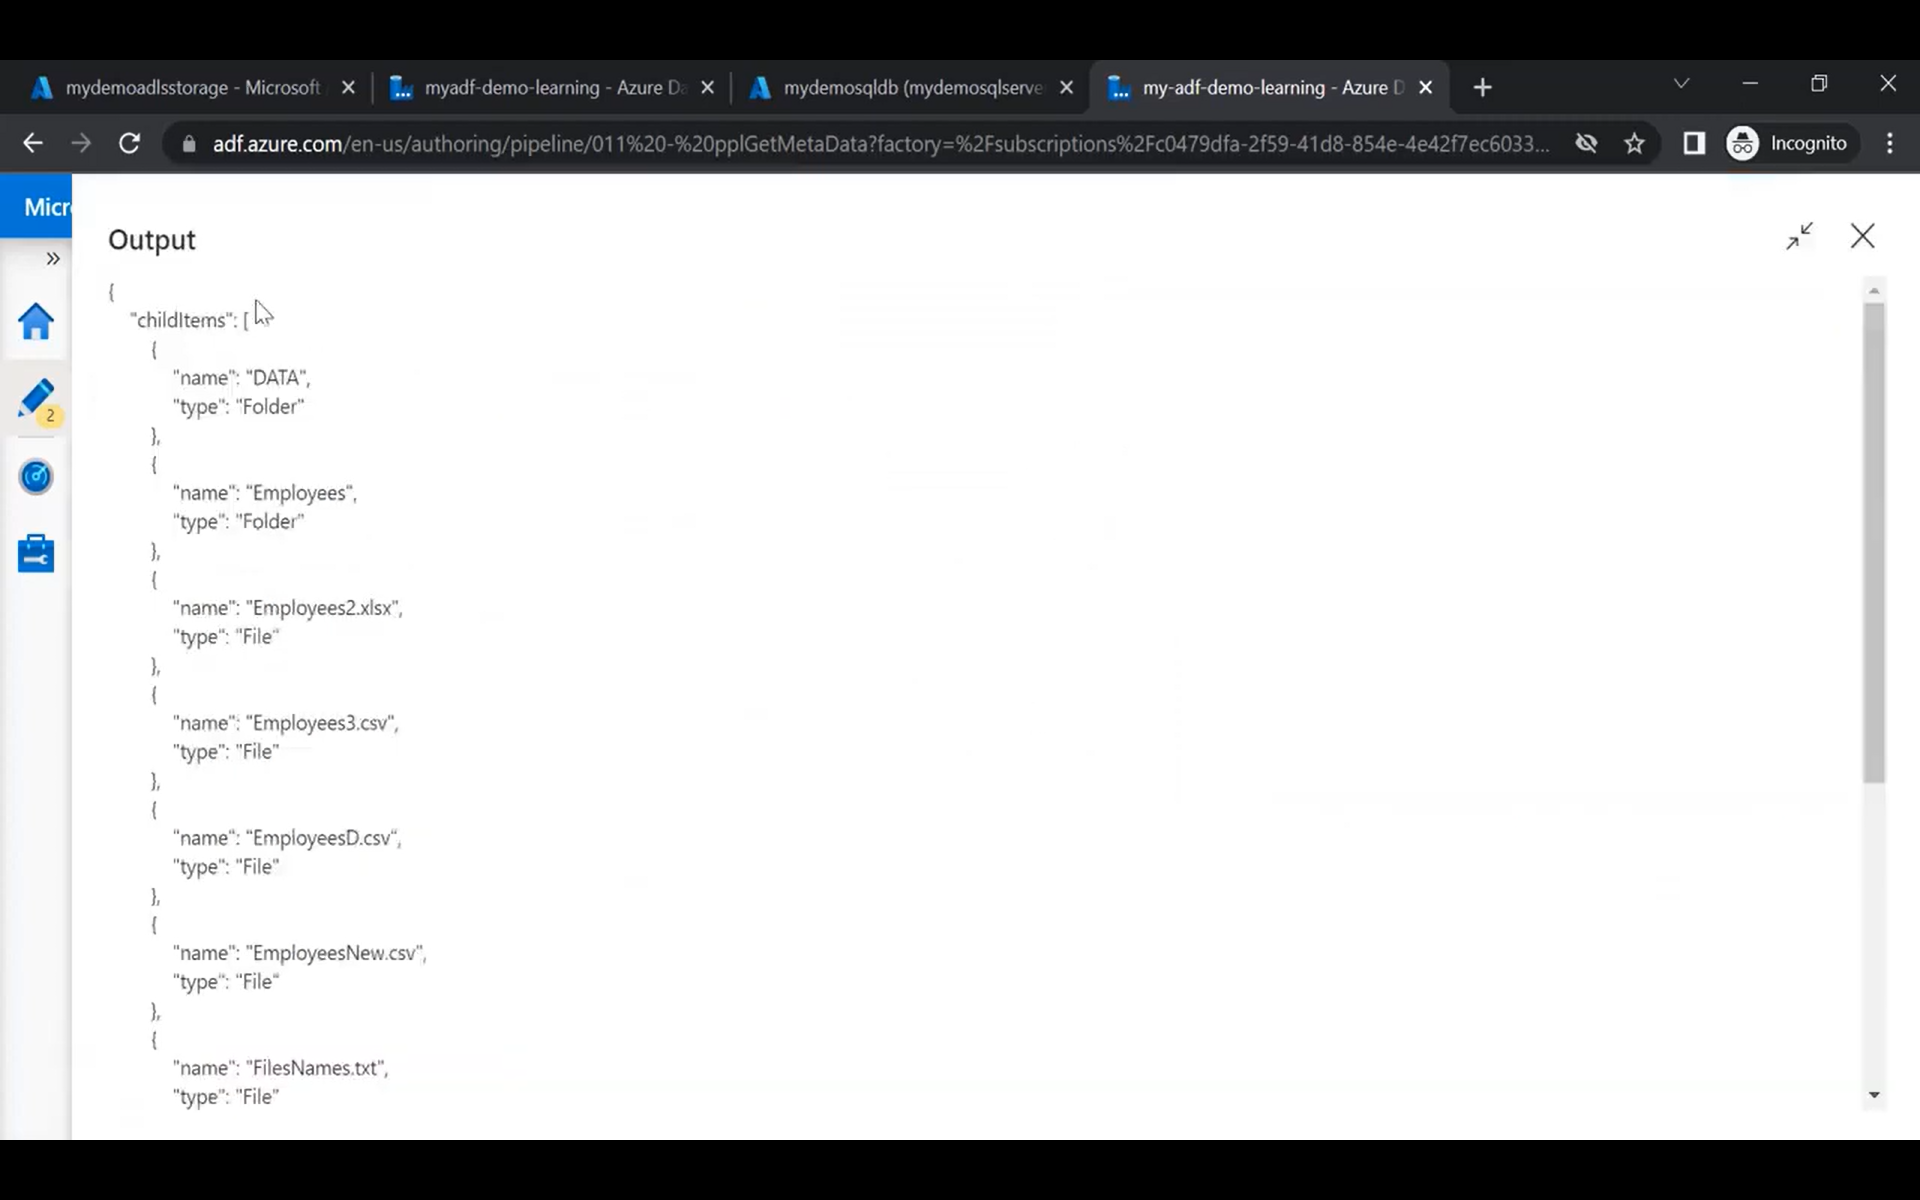 mydemoadlsstorage - Microsoft
myadf-demo-learning - Azure Da
mydemosqldb (mydemosqlserve
my-adf-demo-learning - Azure D
adf.azure.com/en-us/authoring/pipeline/011%20-%20pplGetMetaData?factory=%2Fsubscriptions%2Fc0479dfa-2f59-41d8-854e-4e42f7ec6033...
Incognito
Micr
Output
2
{
"childItems": [
{
"name": "DATA",
"type": "Folder"
},
{
"name": "Employees",
"type": "Folder"
},
{
"name": "Employees2.xlsx",
"type": "File"
},
{
"name": "Employees3.csv",
"type": "File"
},
{
"name": "EmployeesD.csv",
"type": "File"
},
{
"name": "EmployeesNew.csv",
"type": "File"
},
{
"name": "FilesNames.txt",
"type": "File"